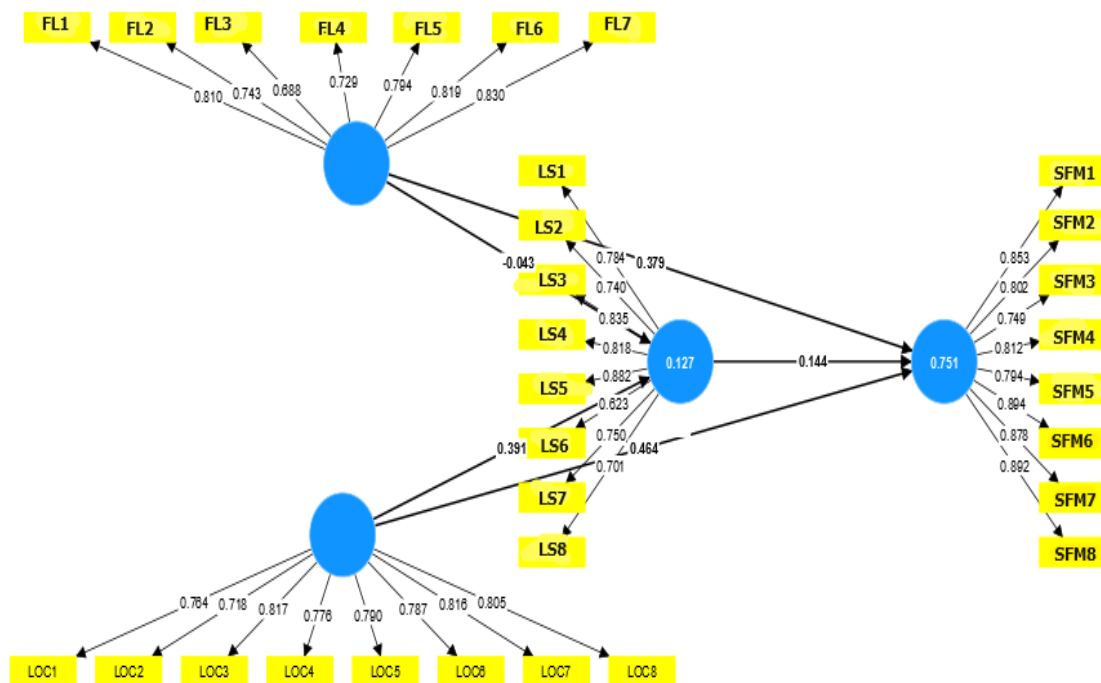 FL1 FL2 FL3 FL4 FL5 FL6 FL7
0.810 0.743 0.688 0.729 0.794 0.819 0.830
LS1
LS2
LS3
LS4
LS5
LS6
LS7
LS8
0.784
0.740
0.835
0.818
0.882
0.623
0.750
0.701
-0.043
0.379
0.127
0.144
0.751
0.391
0.464
SFM1
SFM2
SFM3
SFM4
SFM5
SFM6
SFM7
SFM8
0.853
0.802
0.749
0.812
0.794
0.894
0.878
0.892
0.764 0.718 0.817 0.776 0.790 0.787 0.816 0.805
LOC1 LOC2 LOC3 LOC4 LOC5 LOC6 LOC7 LOC8